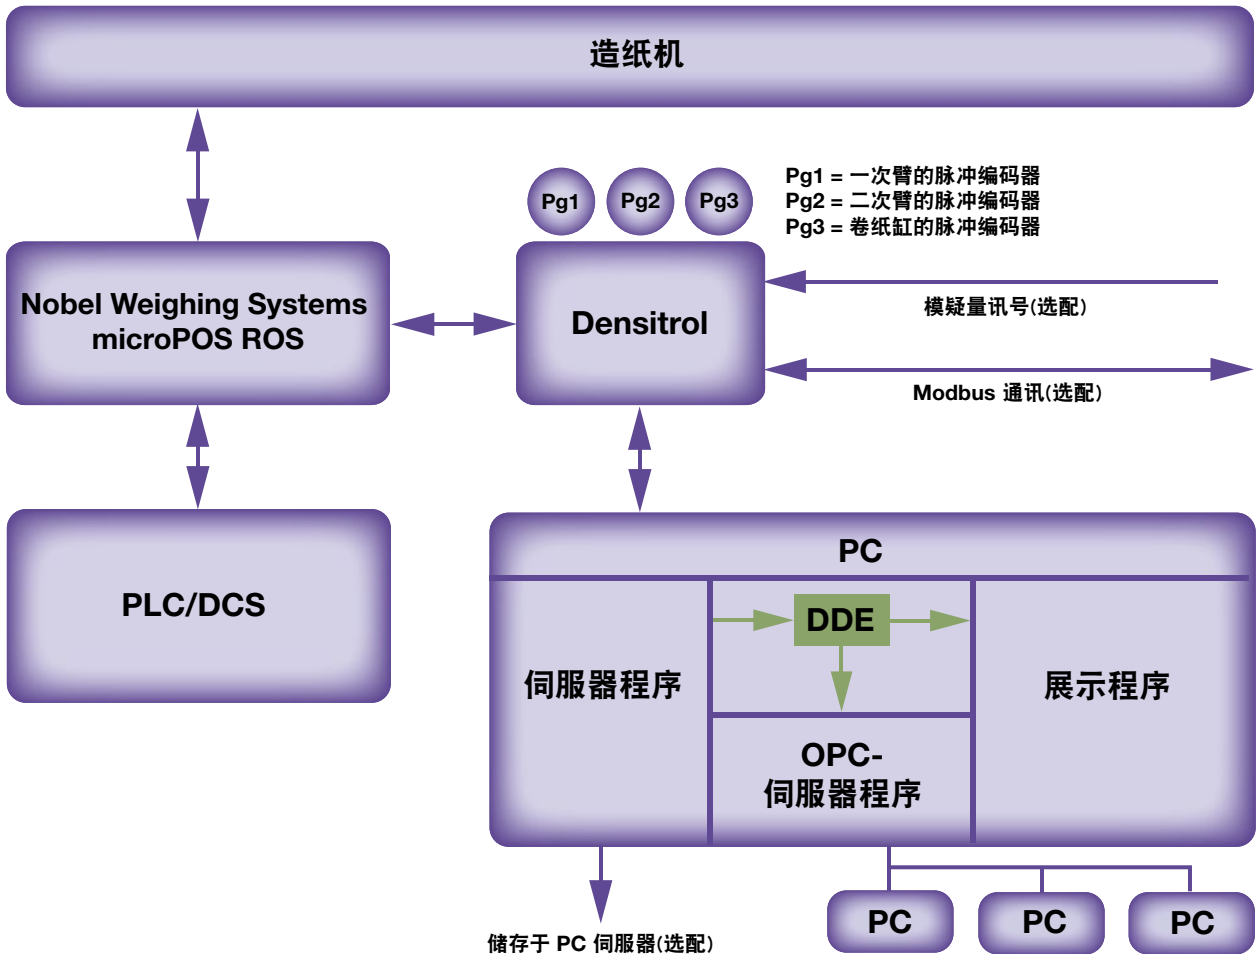 造纸机
Pg1
Pg2
Pg3
Pg1 = 一次臂的脉冲编码器
Pg2 = 二次臂的脉冲编码器
Pg3 = 卷纸缸的脉冲编码器
Nobel Weighing Systems
microPOS ROS
Densitrol
模疑量讯号(选配)
Modbus 通讯(选配)
PLC/DCS
PC
DDE
伺服器程序
展示程序
OPC-
伺服器程序
PC
PC
PC
储存于 PC 伺服器(选配)